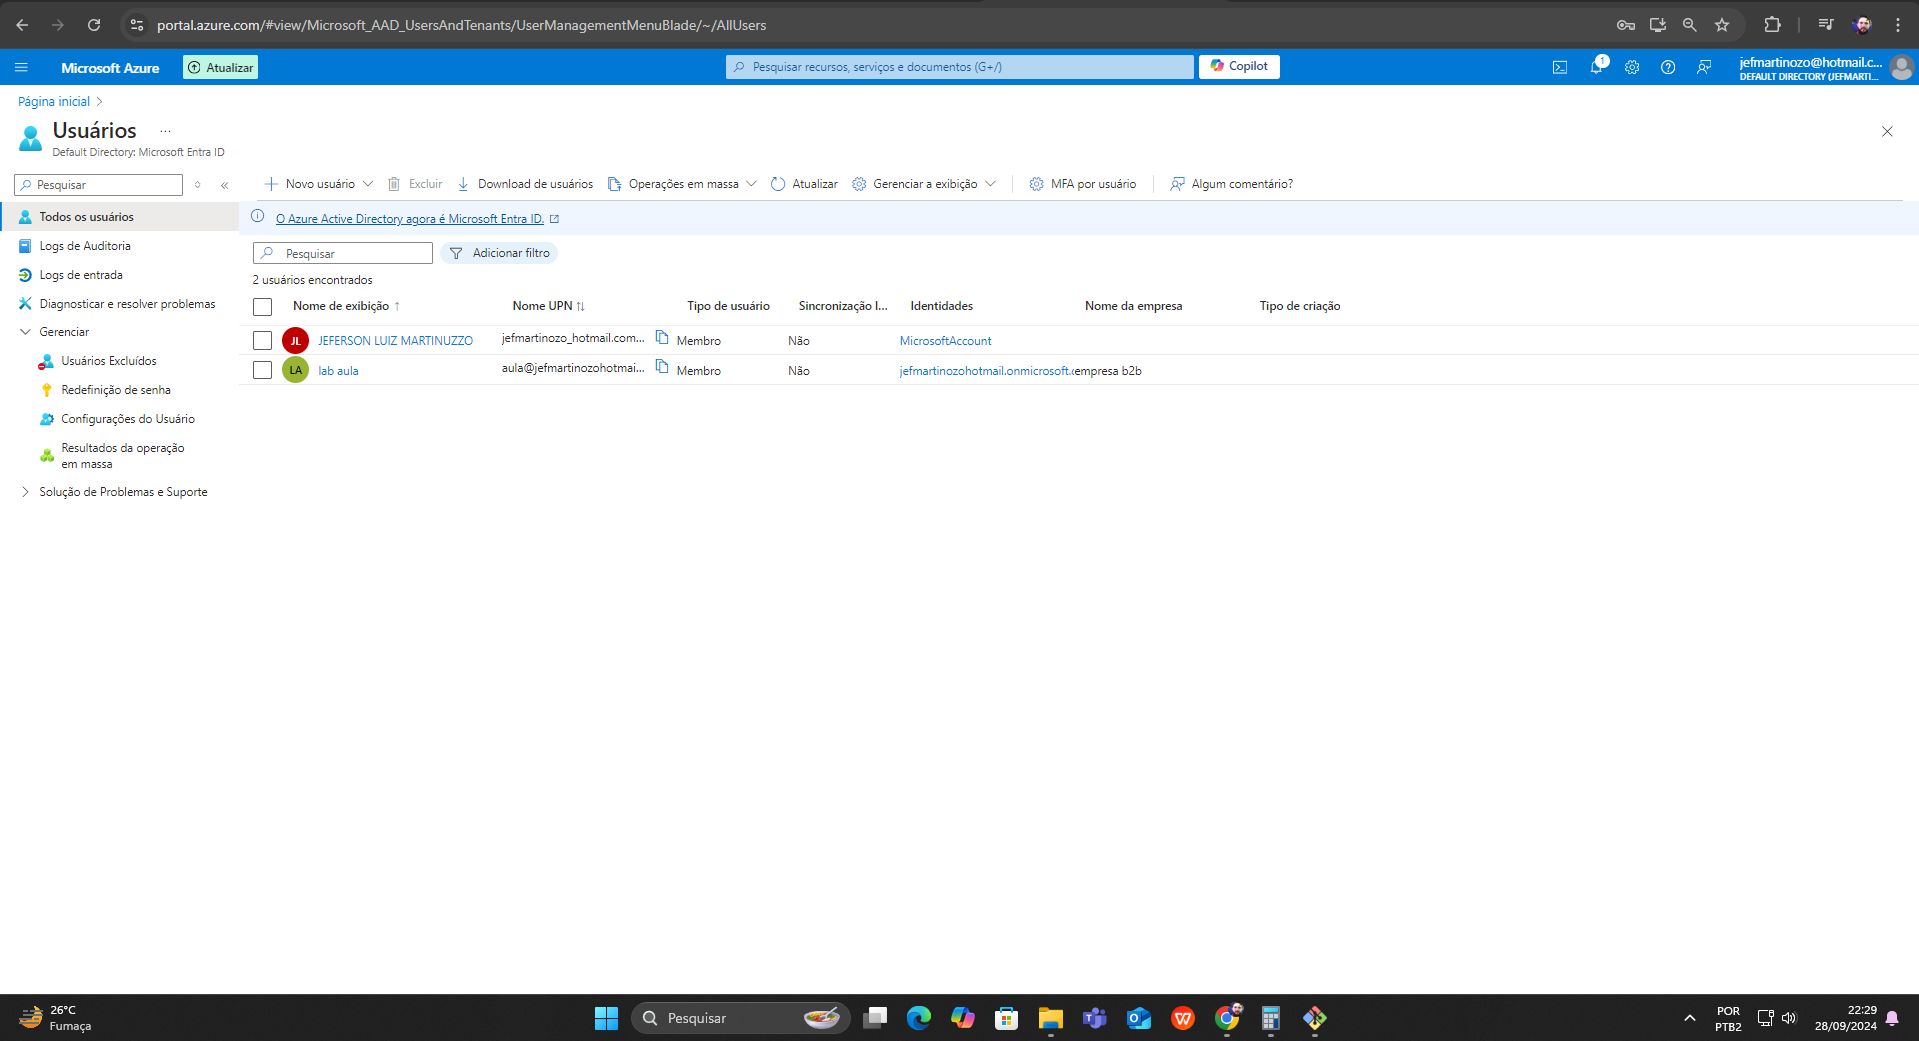 portal.azure.com/#view/Microsoft_AAD_UsersAndTenants/UserManagementMenuBlade/~/AllUsers
Microsoft Azure
Atualizar
Pesquisar recursos, serviços e documentos (G+/)
Copilot
1
jefmartinozo@hotmail.c...
DEFAULT DIRECTORY (JEFMARTI...
Página inicial
Usuários
...
Default Directory: Microsoft Entra ID
Pesquisar
Novo usuário
Excluir
Download de usuários
Operações em massa
Atualizar
Gerenciar a exibição
MFA por usuário
Algum comentário?
Todos os usuários
Logs de Auditoria
Logs de entrada
Diagnosticar e resolver problemas
Gerenciar
Usuários Excluídos
Redefinição de senha
Configurações do Usuário
Resultados da operação
em massa
Solução de Problemas e Suporte
O Azure Active Directory agora é Microsoft Entra ID.
Pesquisar
Adicionar filtro
2 usuários encontrados
Nome de exibição ↑ Nome UPN ↑↓ Tipo de usuário Sincronização l... Identidades Nome da empresa Tipo de criação
JL JEFERSON LUIZ MARTINUZZO jefmartinozo_hotmail.com... Membro Não MicrosoftAccount
LA lab aula aula@jefmartinozohotmai... Membro Não jefmartinozohotmail.onmicrosoft.c empresa b2b
26°C
Fumaça
Pesquisar
POR
PTB2
22:29
28/09/2024